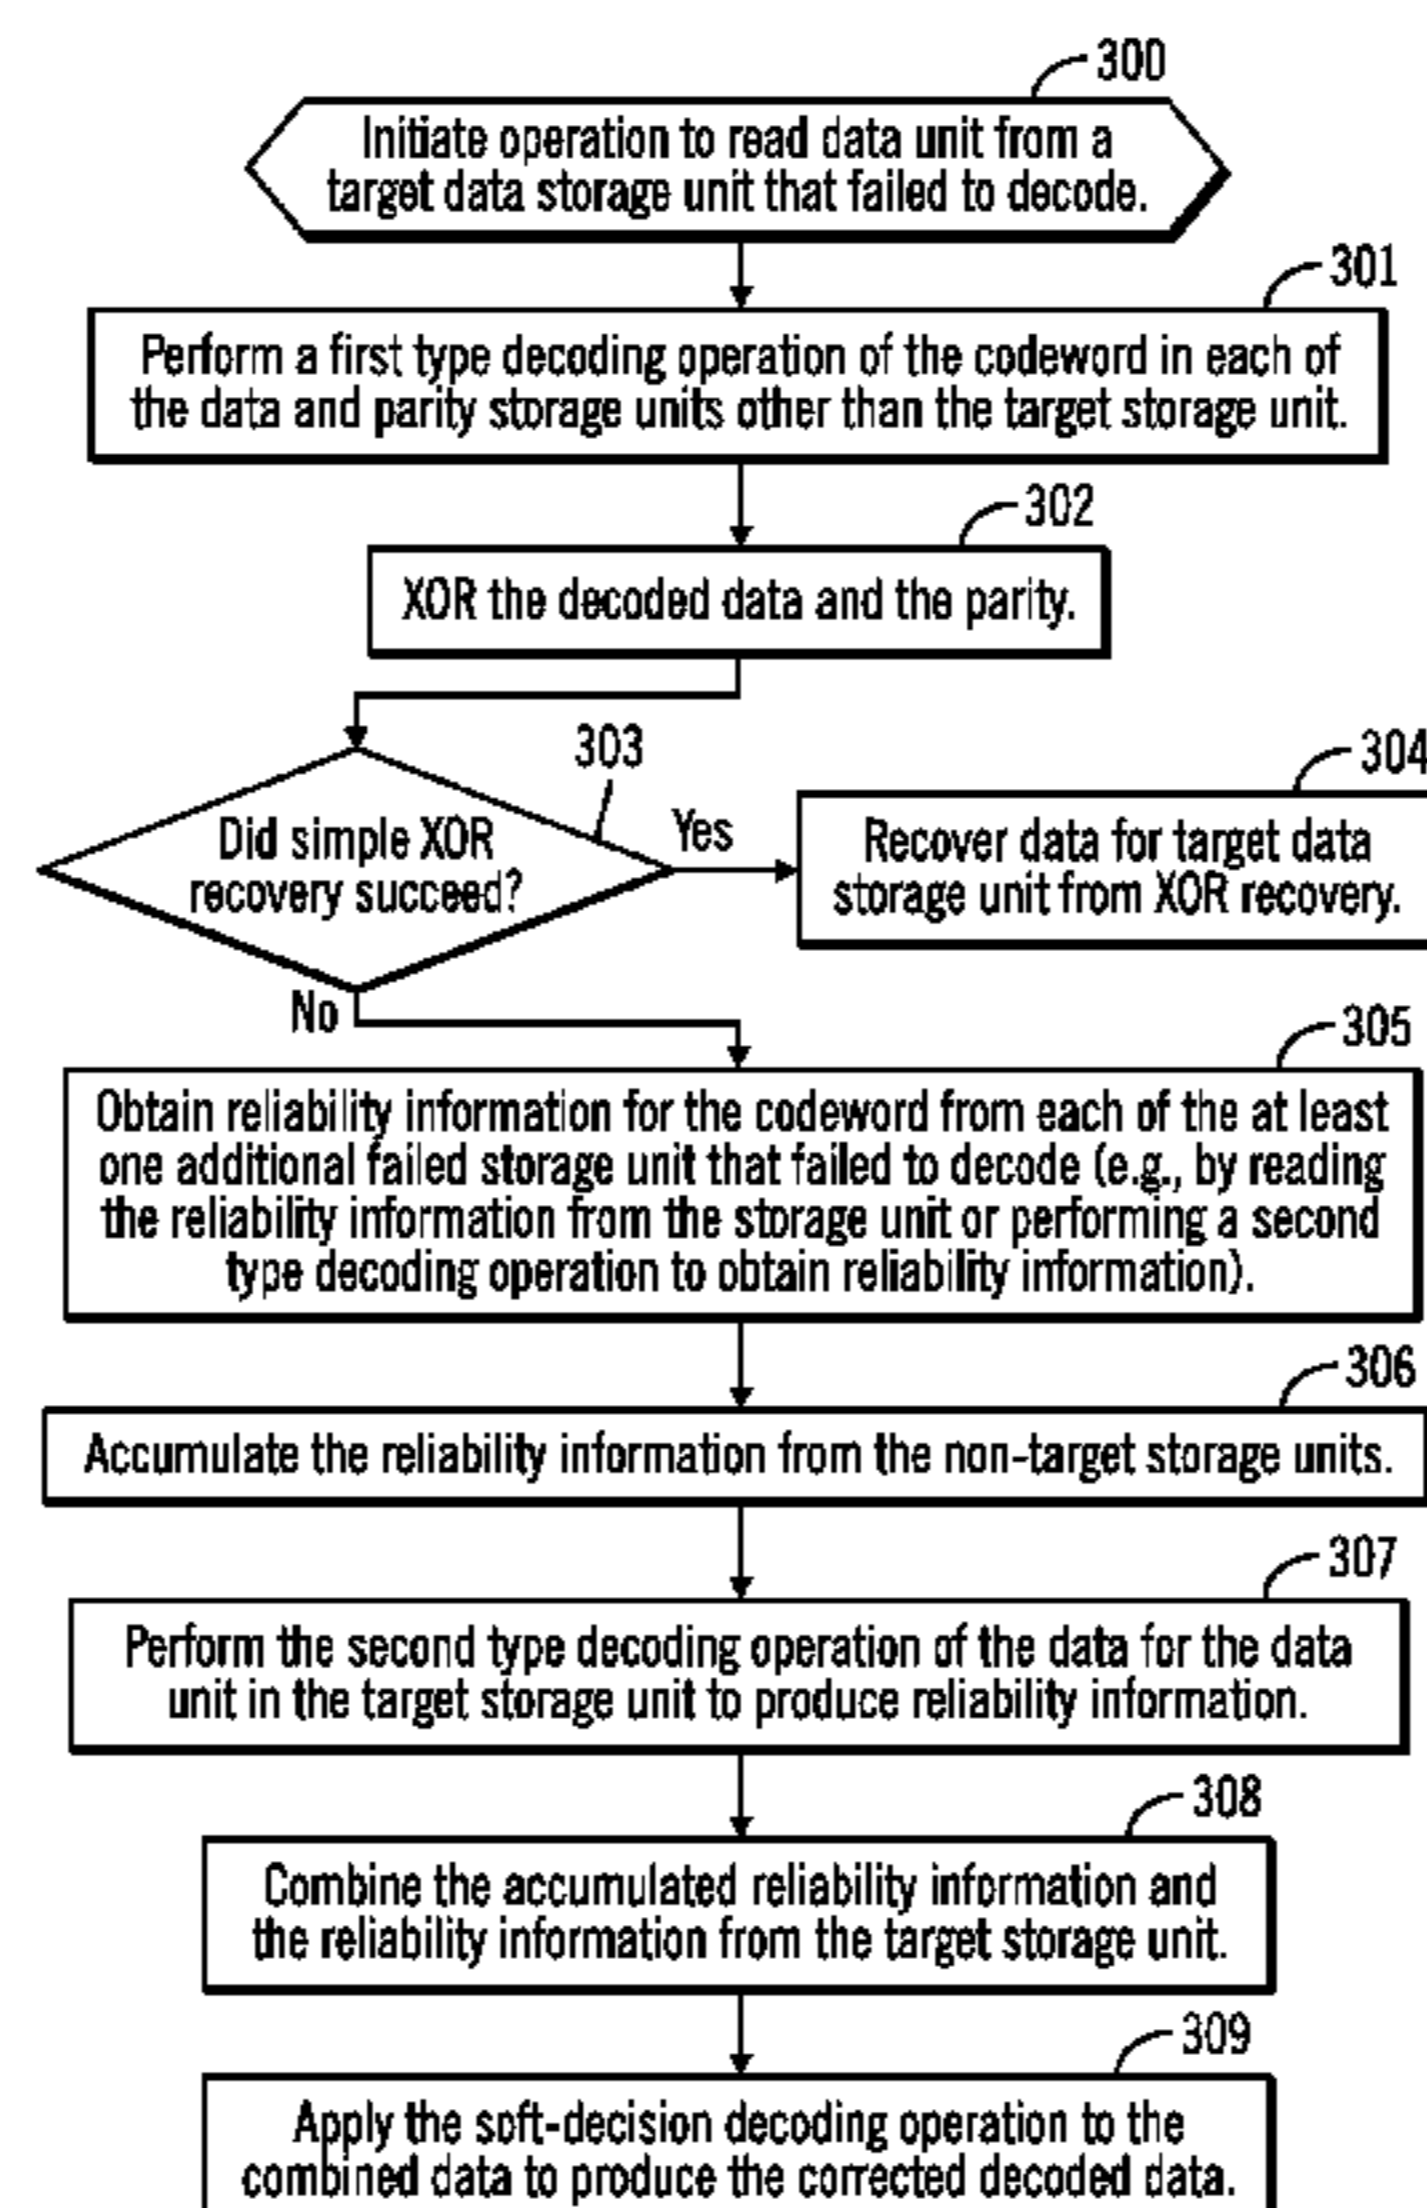 300
Initiate operation to read data unit from a
target data storage unit that failed to decode.
301
Perform a first type decoding operation of the codeword in each of
the data and parity storage units other than the target storage unit.
302
XOR the decoded data and the parity.
303
Did simple XOR
recovery succeed?
Yes
304
Recover data for target data
storage unit from XOR recovery.
No
305
Obtain reliability information for the codeword from each of the at least
one additional failed storage unit that failed to decode (e.g., by reading
the reliability information from the storage unit or performing a second
type decoding operation to obtain reliability information).
306
Accumulate the reliability information from the non-target storage units.
307
Perform the second type decoding operation of the data for the data
unit in the target storage unit to produce reliability information.
308
Combine the accumulated reliability information and
the reliability information from the target storage unit.
309
Apply the soft-decision decoding operation to the
combined data to produce the corrected decoded data.